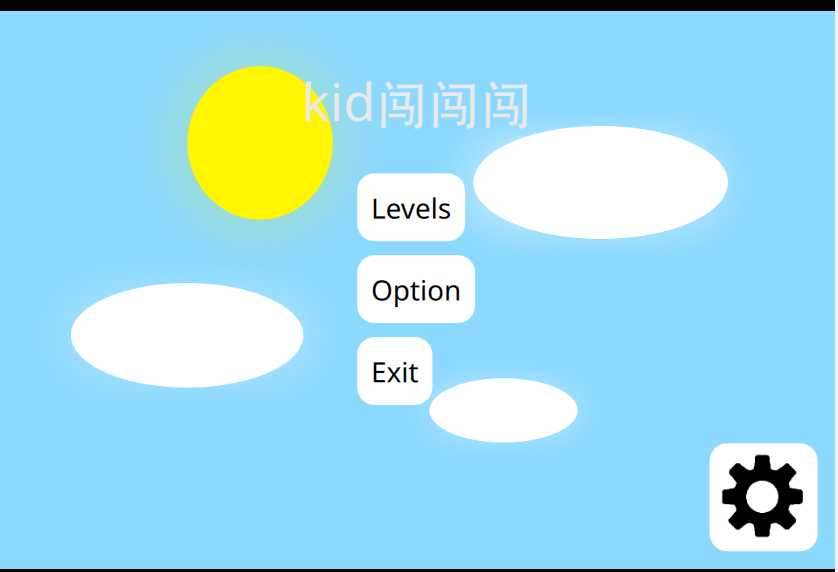 kid闯闯闯
Levels
Option
Exit